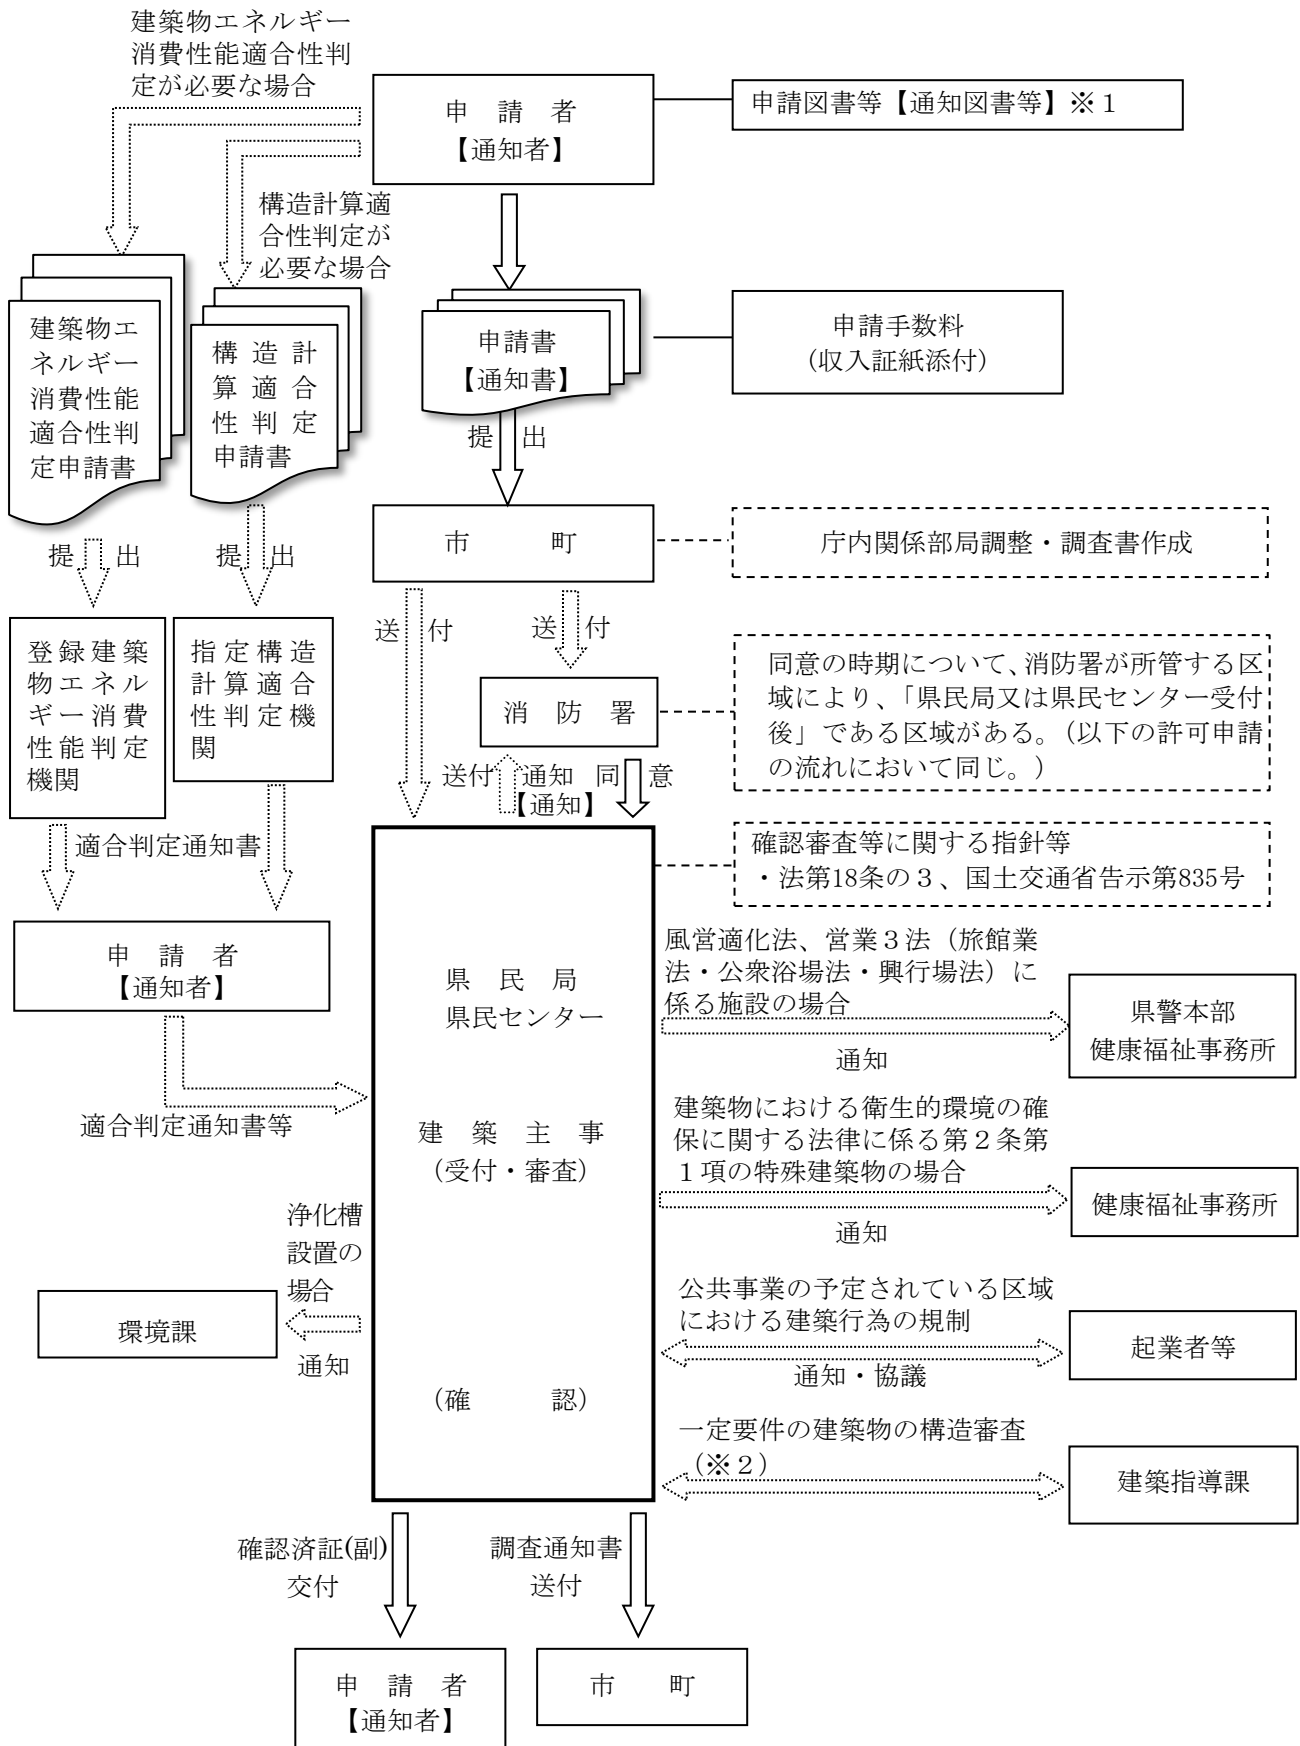 建築物エネルギー
消費性能適合性判
定が必要な場合
申　請　者
【通知者】
申請図書等【通知図書等】※１
構造計算適
合性判定が
必要な場合
建築物エ
ネルギー
消費性能
適合性判
定申請書
構造計
算適合
性判定
申請書
申請書
【通知書】
申請手数料
(収入証紙添付)
提　出
提　出
提　出
市　　町
庁内関係部局調整・調査書作成
登録建築
物エネル
ギー消費
性能判定
機関
指定構造
計算適合
性判定機
関
送　付
送　付
消　防　署
同意の時期について、消防署が所管する区
域により、「県民局又は県民センター受付
後」である区域がある。（以下の許可申請
の流れにおいて同じ。）
送付　通知　同　意
【通知】
適合判定通知書
確認審査等に関する指針等
・法第18条の３、国土交通省告示第835号
申　請　者
【通知者】
県　民　局
県民センター
風営適化法、営業３法（旅館業
法・公衆浴場法・興行場法）に
係る施設の場合
通知
県警本部
健康福祉事務所
適合判定通知書等
建　築　主　事
(受付・審査)
建築物における衛生的環境の確
保に関する法律に係る第２条第
１項の特殊建築物の場合
通知
健康福祉事務所
浄化槽
設置の
場合
通知
環境課
公共事業の予定されている区域
における建築行為の規制
通知・協議
起業者等
(確　　　認)
一定要件の建築物の構造審査
（※２）
建築指導課
確認済証(副)
交付
調査通知書
送付
申　請　者
【通知者】
市　　町